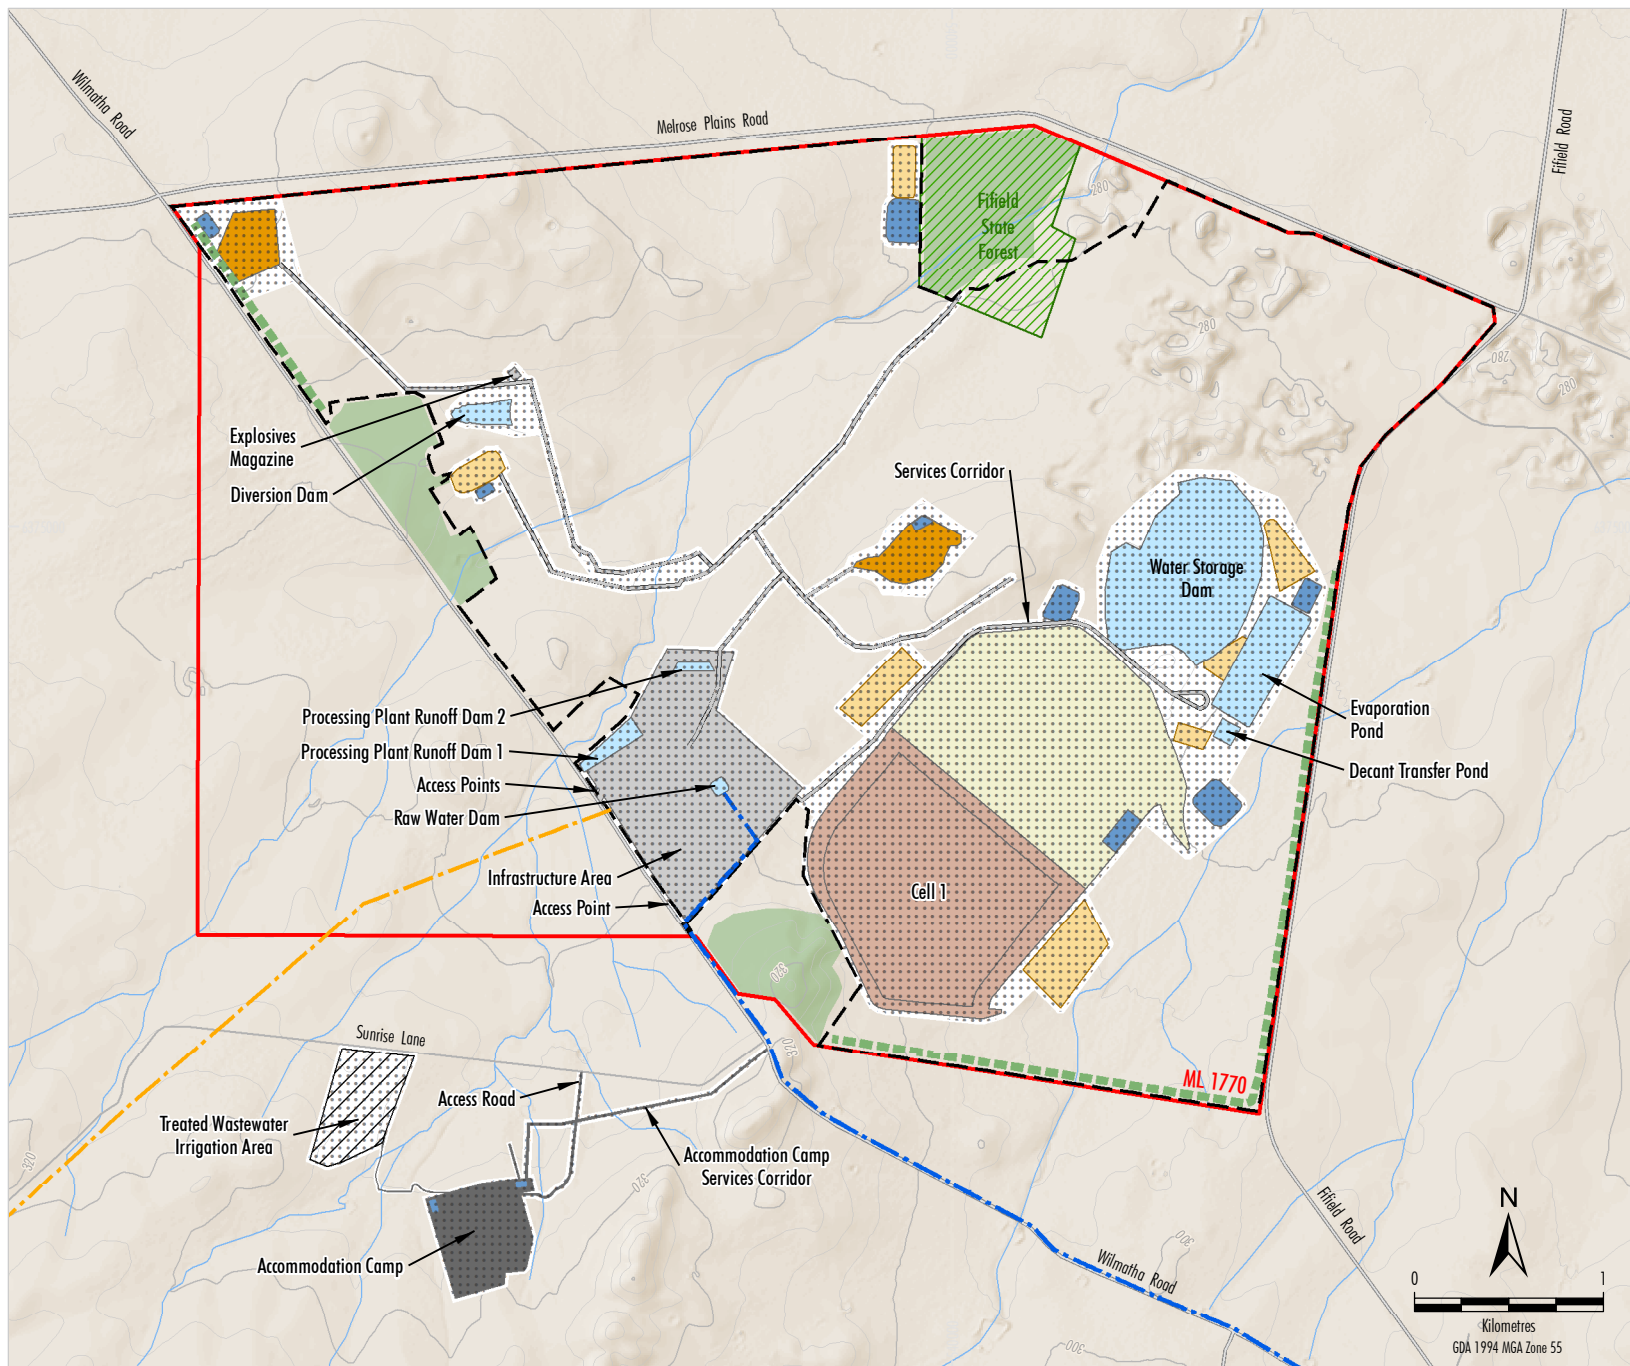 Wilmatha Road
Melrose Plains Road
Fifield Road
Fifield
State
Forest
280
280
280
280
Explosives
Magazine
Diversion Dam
Services Corridor
Water Storage
Dam
Processing Plant Runoff Dam 2
Processing Plant Runoff Dam 1
Access Points
Raw Water Dam
Infrastructure Area
Access Point
Cell 1
Evaporation
Pond
Decant Transfer Pond
320
320
Sunrise Lane
ML 1770
Access Road
Treated Wastewater
Irrigation Area
320
Accommodation Camp
Services Corridor
320
Accommodation Camp
Fifield Road
300
Wilmatha Road
300
N
0 1
Kilometres
GDA 1994 MGA Zone 55